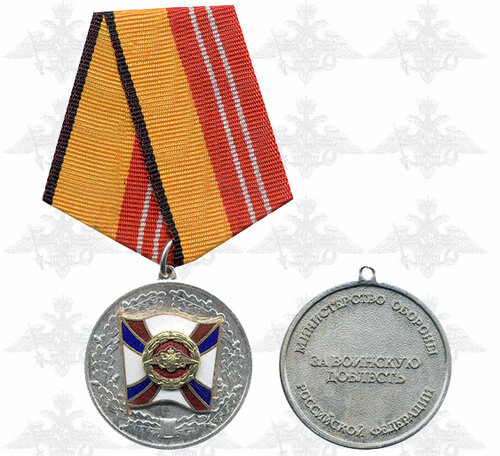 МИНИСТЕРСТВО ОБОРОНЫ
ЗА ВОИНСКУЮ
ДОБЛЕСТЬ
РОССИЙСКОЙ ФЕДЕРАЦИИ